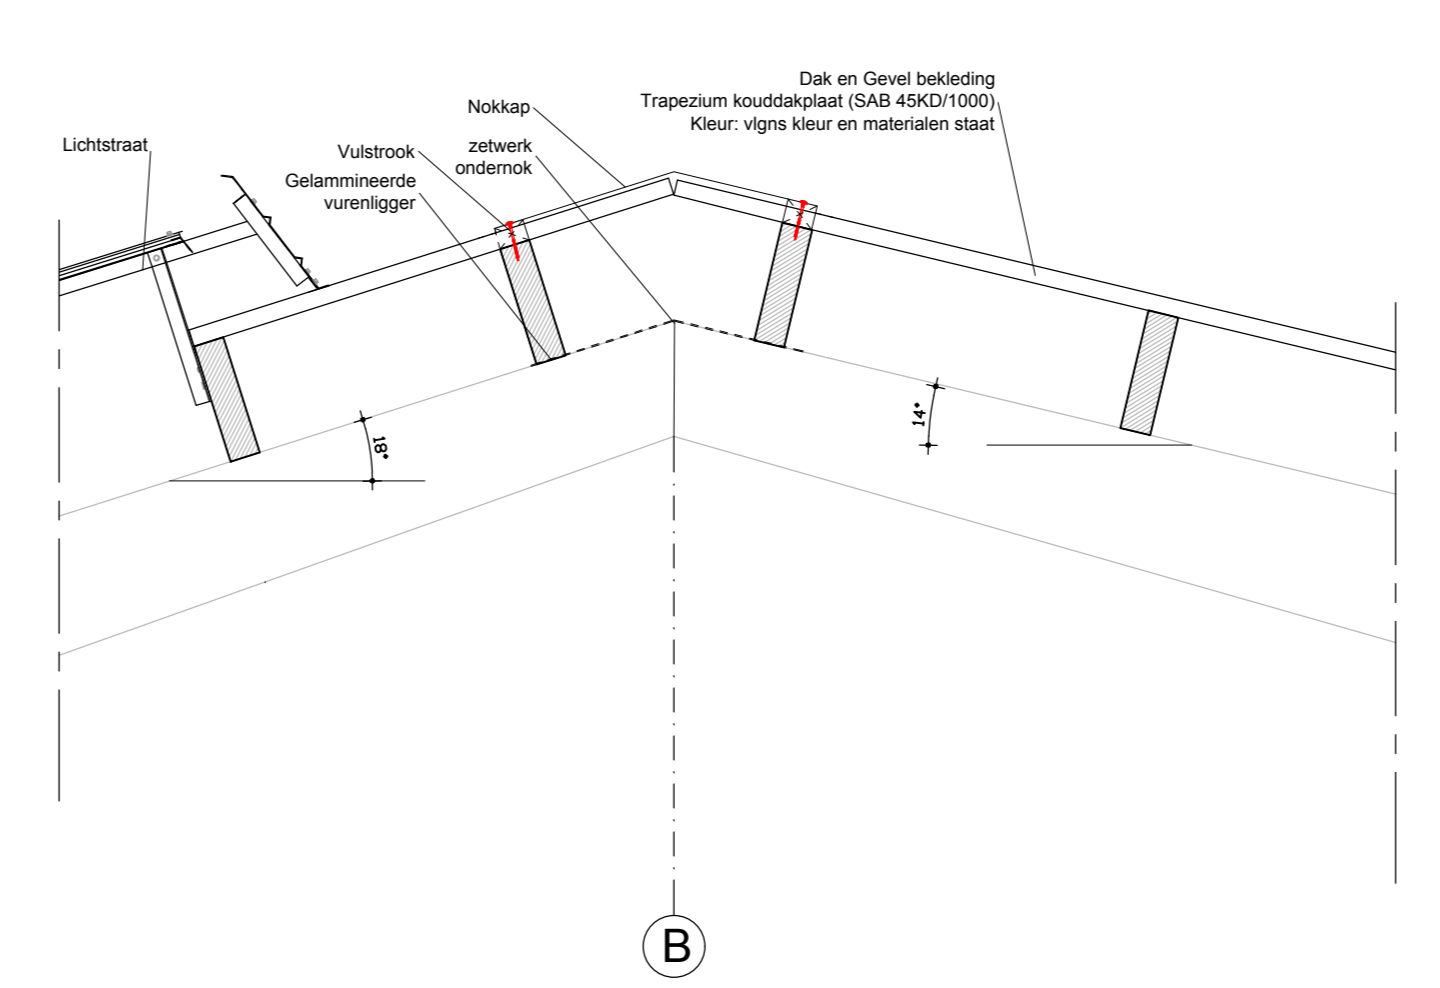 Dak en Gevel bekleding
Trapezium kouddakplaat (SAB 45KD/1000)
Kleur: vlgns kleur en materialen staat
Nokkap
Lichtstraat
Vulstrook
zetwerk
ondernok
Gelammineerde
vurenligger
18°
14°
B